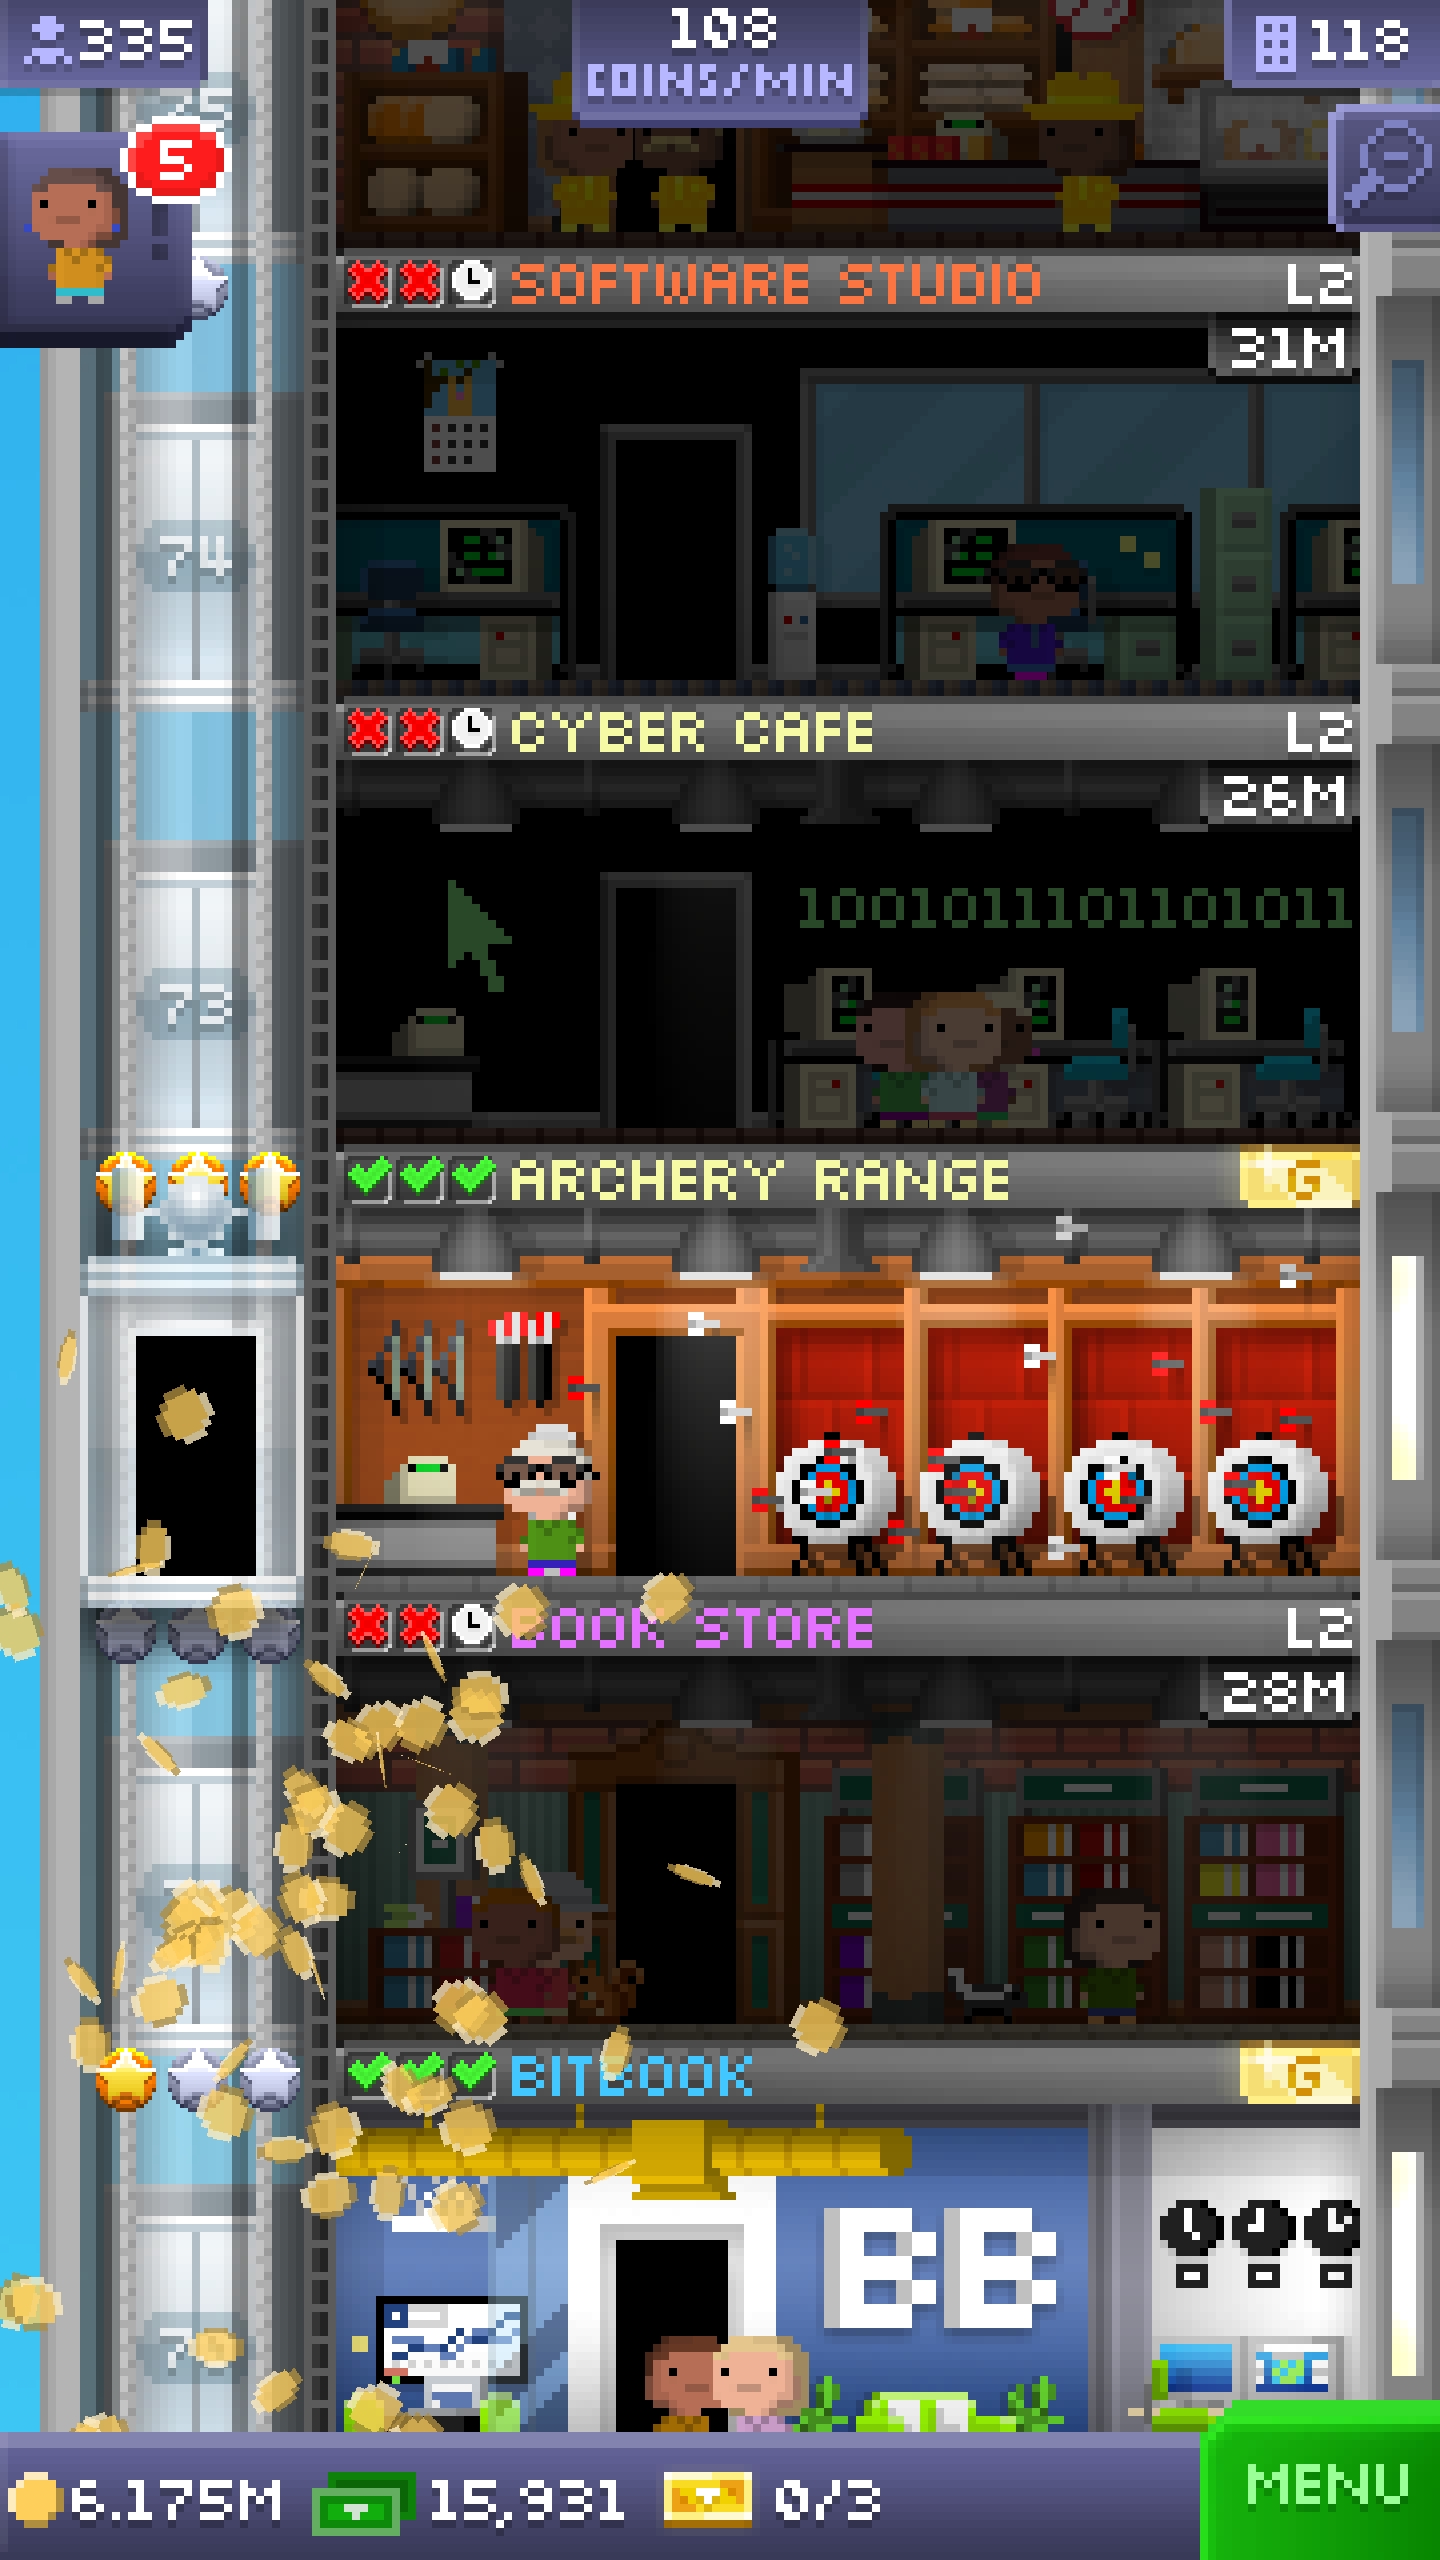 335
108
COINS/MIN
118
5
SOFTWARE STUDIO
L2
31M
74
CYBER CAFE
L2
26M
1001011101101011
73
ARCHERY RANGE
G
BOOK STORE
L2
28M
BITBOOK
G
BB
6.175M
15,931
0/3
MENU